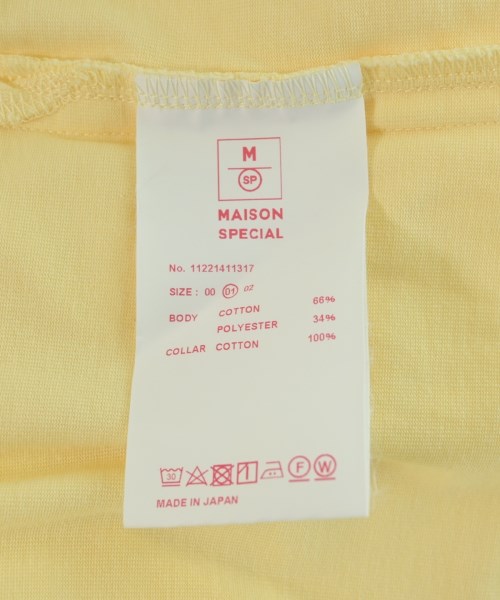 M
SP
MAISON
SPECIAL
No. 11221411317
SIZE : 00 01 02
BODY COTTON 66%
POLYESTER 34%
COLLAR COTTON 100%
30 F W
MADE IN JAPAN